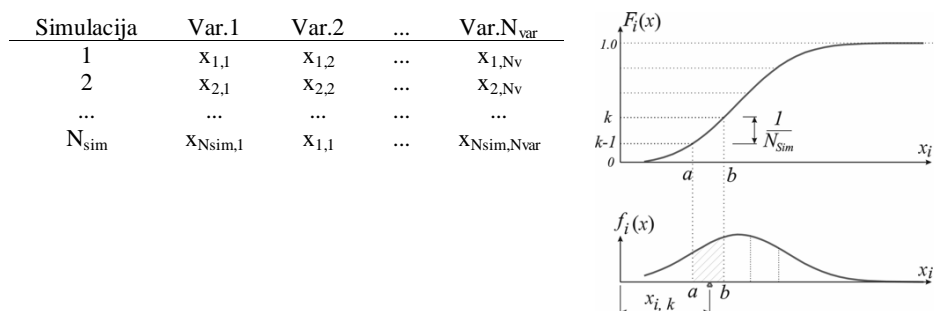 Simulacija Var.1 Var.2 ... Var.N_var
1 x_1,1 x_1,2 ... x_1,Nv
2 x_2,1 x_2,2 ... x_2,Nv
... ... ... ... ...
N_sim x_Nsim,1 x_1,1 ... x_Nsim,Nvar
F_i(x)
1.0
k
1/N_Sim
k-1
0
x_i
a b
f_i(x)
a b x_i
x_i, k